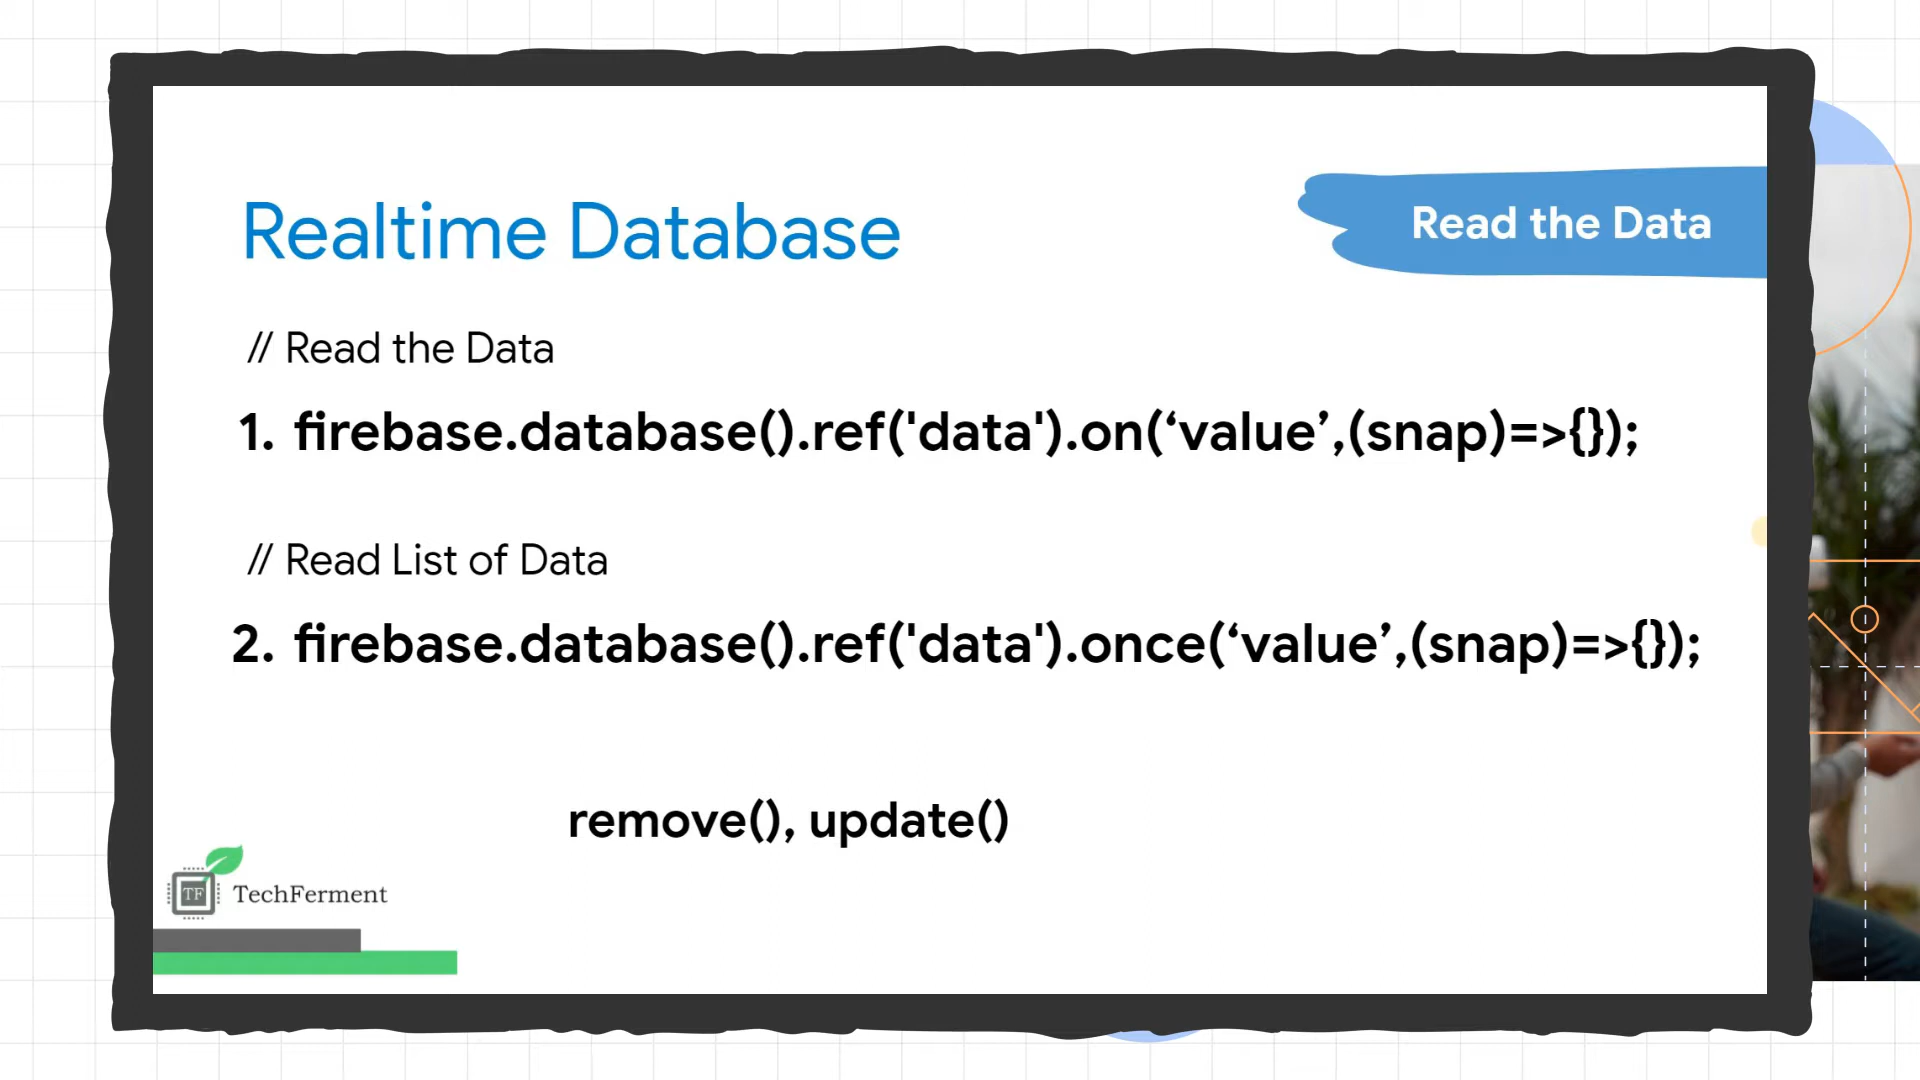 Realtime Database
Read the Data
// Read the Data
1. firebase.database().ref('data').on(‘value’,(snap)=>{});
// Read List of Data
2. firebase.database().ref('data').once(‘value’,(snap)=>{});
remove(), update()
TF
TechFerment